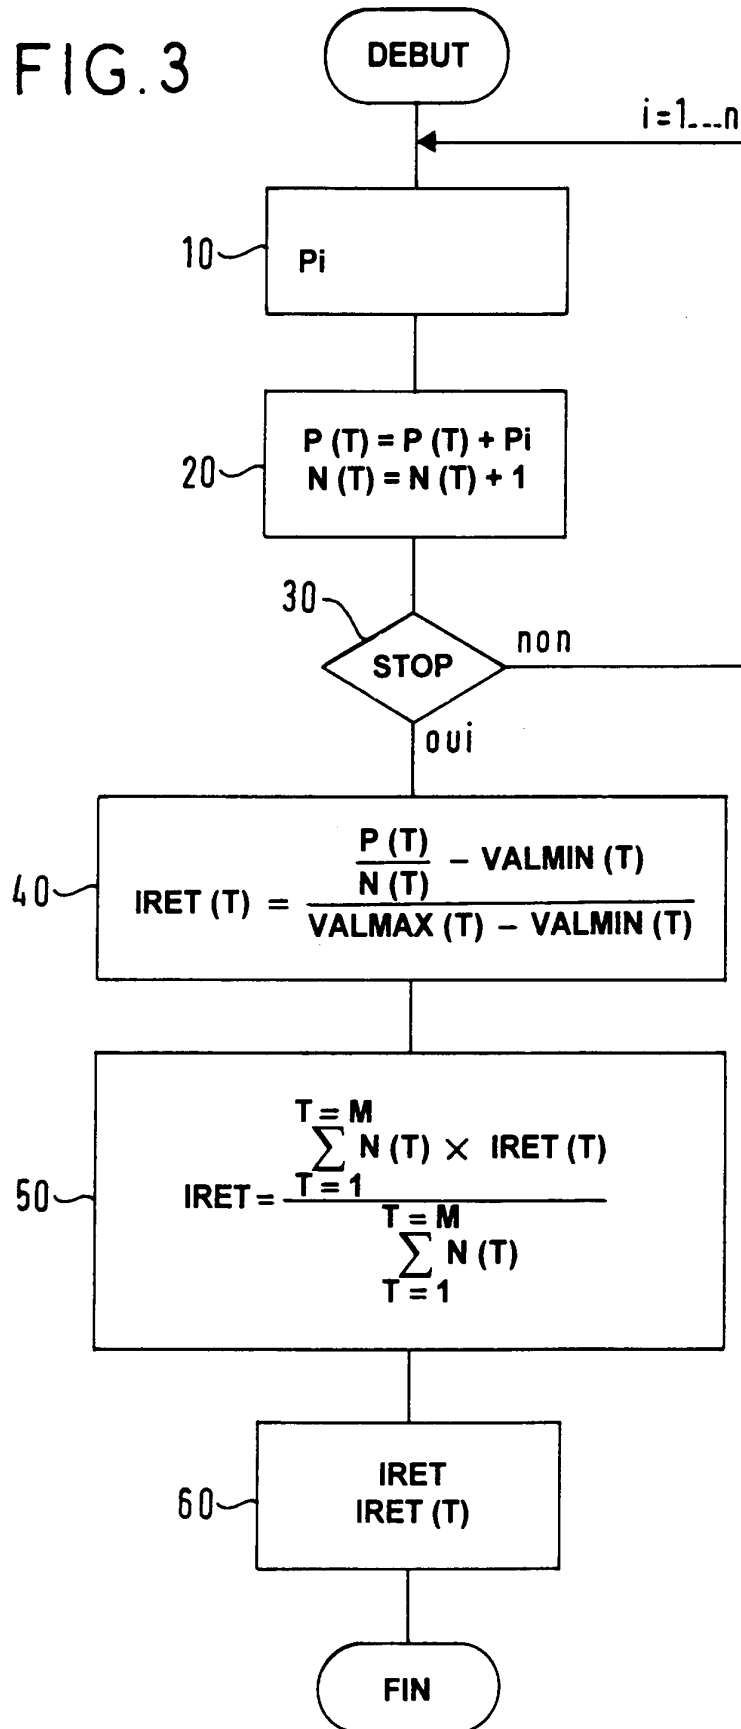 FIG.3
DEBUT
i=1---n
10
Pi
20
P (T) = P (T) + Pi
N (T) = N (T) + 1
30
STOP
non
oui
40
P (T)
N (T)
– VALMIN (T)
IRET (T) =
VALMAX (T) – VALMIN (T)
50
T = M
∑ N (T) × IRET (T)
T = 1
IRET =
T = M
∑ N (T)
T = 1
60
IRET
IRET (T)
FIN